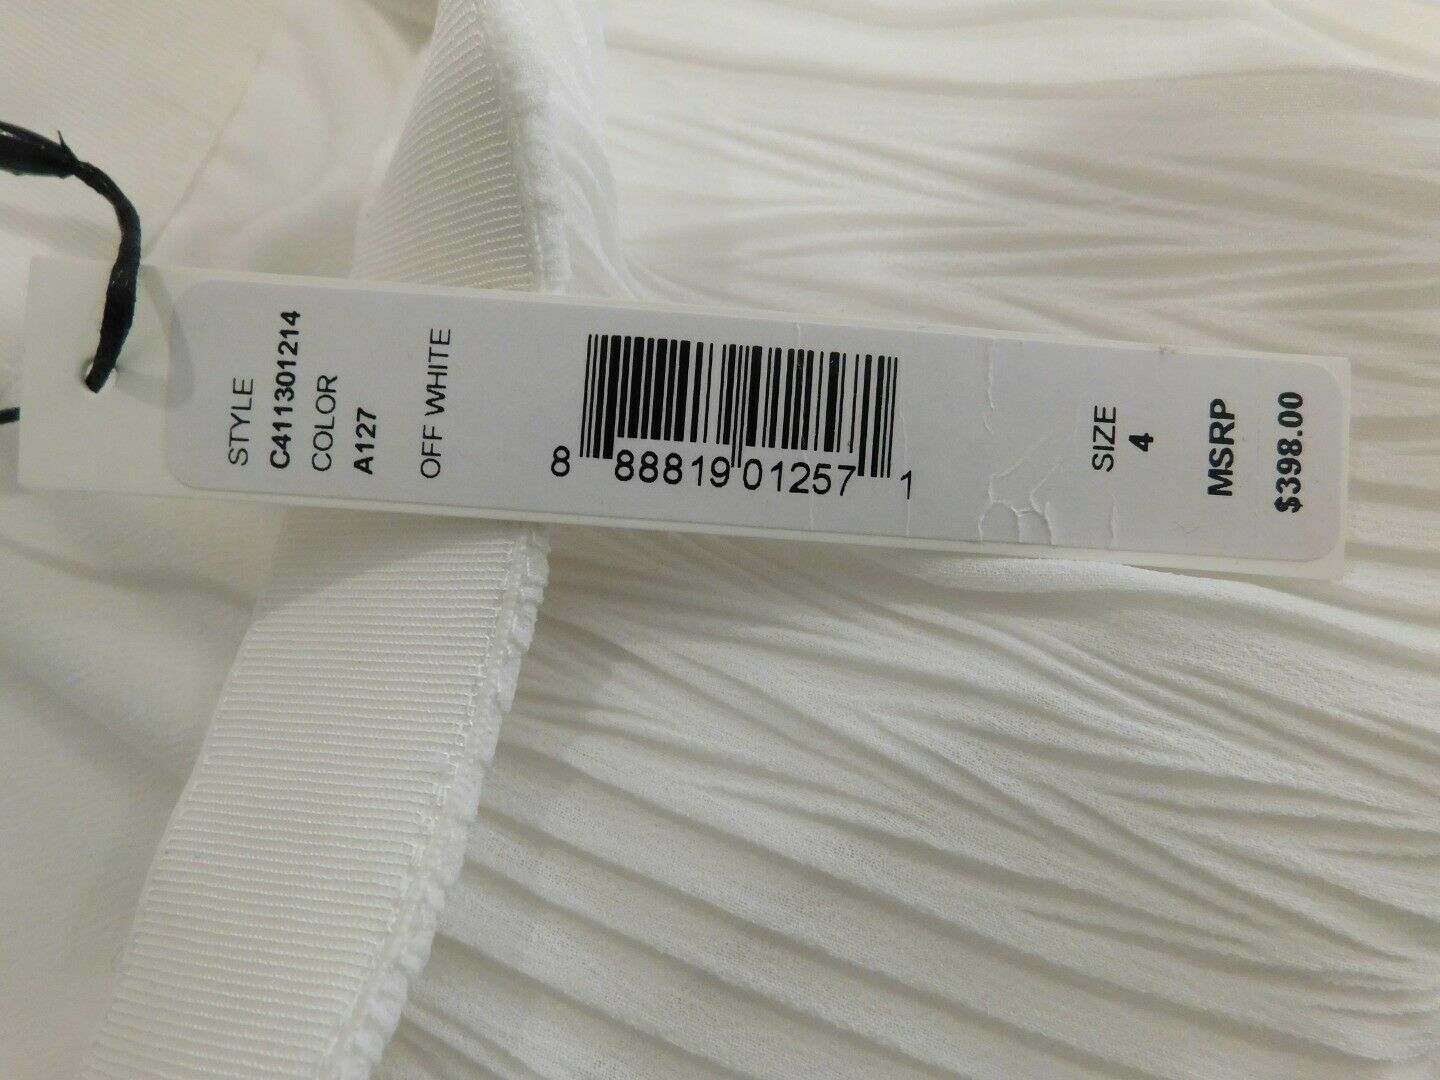 STYLE
C411301214
COLOR
A127
OFF WHITE
8 88819 01257 1
SIZE
4
MSRP
$398.00